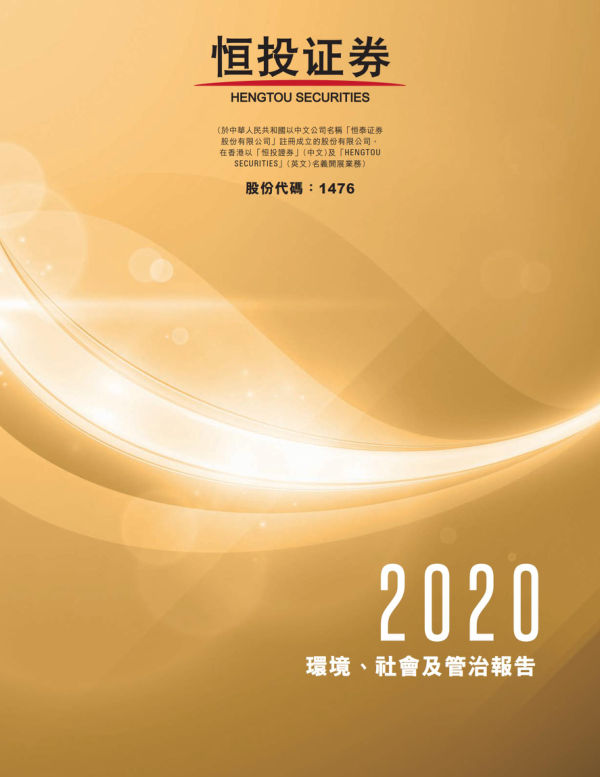 恒投证券
HENGTOU SECURITIES
(於中華人民共和國以中文公司名稱「恒泰证券
股份有限公司」註冊成立的股份有限公司，
在香港以「恒投證券」(中文)及「HENGTOU
SECURITIES」(英文)名義開展業務)
股份代碼：1476
2020
環境、社會及管治報告